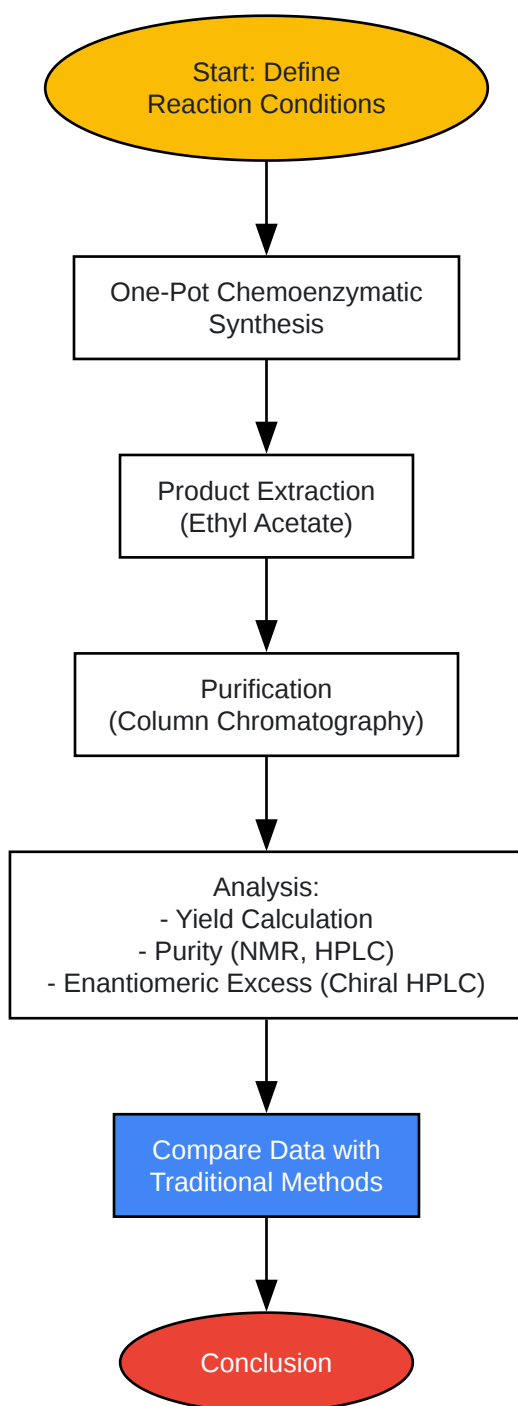 Start: Define
Reaction Conditions
One-Pot Chemoenzymatic
Synthesis
Product Extraction
(Ethyl Acetate)
Purification
(Column Chromatography)
Analysis:
- Yield Calculation
- Purity (NMR, HPLC)
- Enantiomeric Excess (Chiral HPLC)
Compare Data with
Traditional Methods
Conclusion